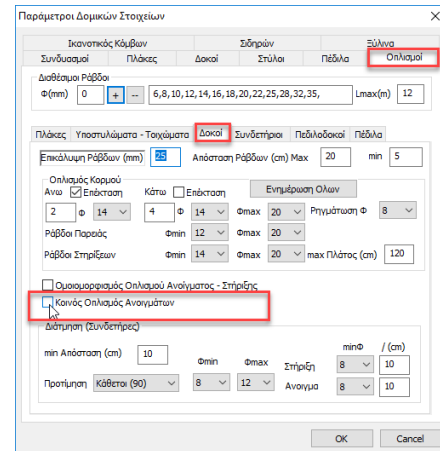 Παράμετροι Δομικών Στοιχείων
Ικανοτικός Κόμβων Σιδηρών Ξύλινα
Συνδυασμοί Πλάκες Δοκοί Στύλοι Πέδιλα Οπλισμοί
Διαθέσιμοι Ράβδοι
Φ(mm) 0 + -- 6,8,10,12,14,16,18,20,22,25,28,32,35, Lmax(m) 12
Πλάκες Υποστυλώματα - Τοιχώματα Δοκοί Συνδετήριοι Πεδιλοδοκοί Πέδιλα
Επικάλυψη Ράβδων (mm) 25 Απόσταση Ράβδων (cm) Max 20 min 5
Οπλισμός Κορμού
Ανω Επέκταση Κάτω Επέκταση Ενημέρωση Ολων
2 Φ 14 4 Φ 14 Φmax 20 Ρηγμάτωση Φ 8
Ράβδοι Παρειάς Φmin 12 Φmax 20
Ράβδοι Στηρίξεων Φmin 14 Φmax 20 max Πλάτος (cm) 120
Ομοιομορφισμός Οπλισμού Ανοίγματος - Στήριξης
Κοινός Οπλισμός Ανοιγμάτων
Διάτμηση (Συνδετήρες)
min Απόσταση (cm) 10 Φmin Φmax minΦ / (cm)
Στήριξη 8 10
Προτίμηση Κάθετοι (90) 8 12 Ανοιγμα 8 10
OK Cancel